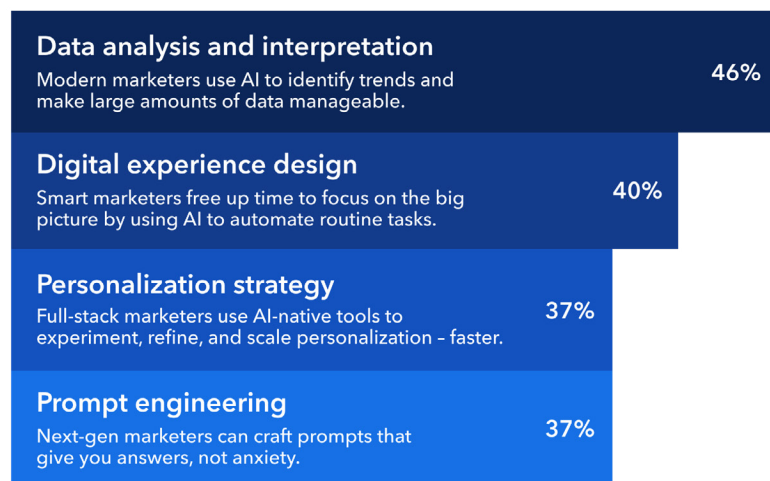 Data analysis and interpretation
Modern marketers use AI to identify trends and
make large amounts of data manageable.
46%
Digital experience design
Smart marketers free up time to focus on the big
picture by using AI to automate routine tasks.
40%
Personalization strategy
Full-stack marketers use AI-native tools to
experiment, refine, and scale personalization – faster.
37%
Prompt engineering
Next-gen marketers can craft prompts that
give you answers, not anxiety.
37%